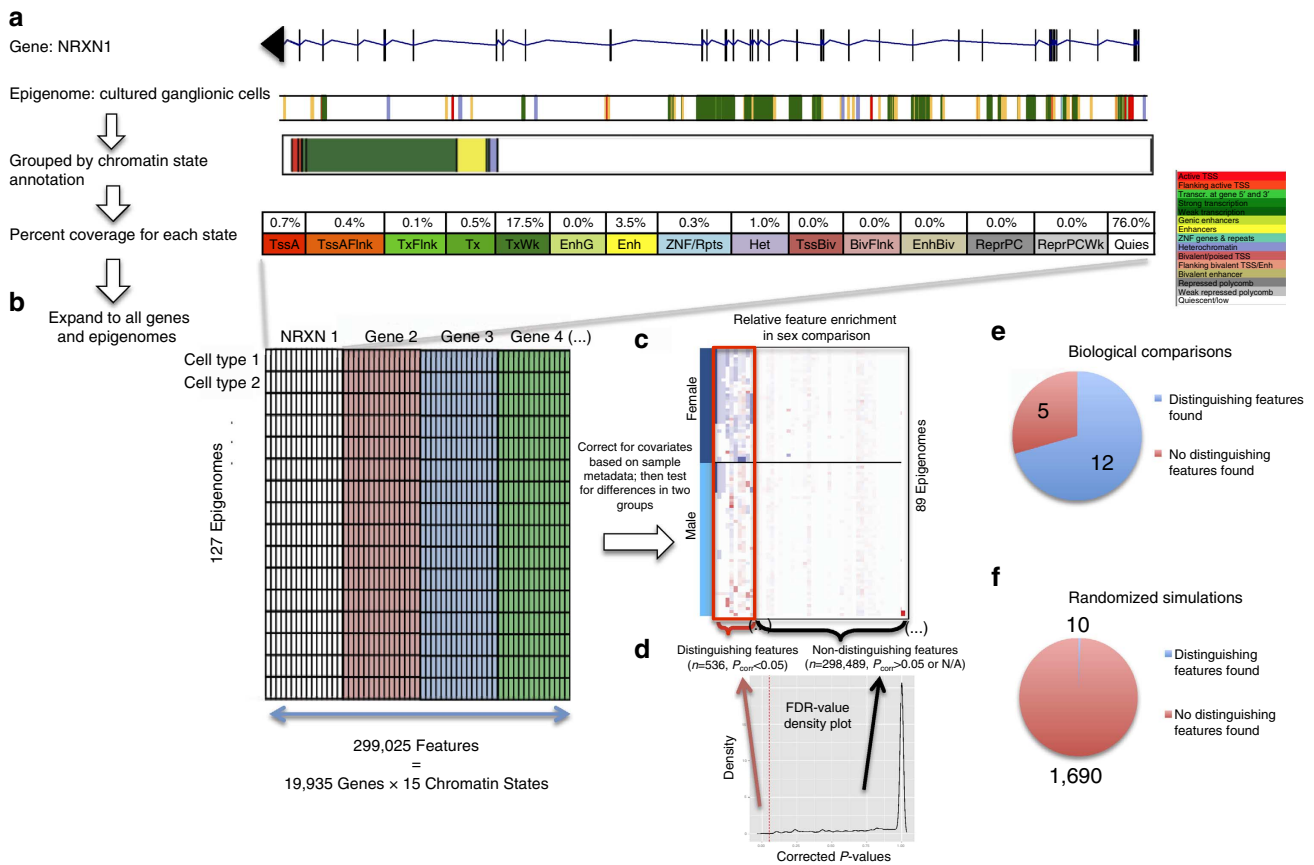 a
Gene: NRXN1
Epigenome: cultured ganglionic cells
Grouped by chromatin state
annotation
Percent coverage for each state
Expand to all genes
and epigenomes
0.7% 0.4% 0.1% 0.5% 17.5% 0.0% 3.5% 0.3% 1.0% 0.0% 0.0% 0.0% 0.0% 0.0% 76.0%
TssA TssAFlnk TxFlnk Tx TxWk EnhG Enh ZNF/Rpts Het TssBiv BivFlnk EnhBiv ReprPC ReprPCWk Quies
Active TSS
Flanking active TSS
Transcr. at gene 5' and 3'
Strong transcription
Weak transcription
Genic enhancers
Enhancers
ZNF genes & repeats
Heterochromatin
Bivalent/poised TSS
Flanking bivalent TSS/Enh
Bivalent enhancer
Repressed polycomb
Weak repressed polycomb
Quiescent/low
b
NRXN 1 Gene 2 Gene 3 Gene 4 (...)
Cell type 1
Cell type 2
127 Epigenomes
299,025 Features
=
19,935 Genes × 15 Chromatin States
Correct for covariates
based on sample
metadata; then test
for differences in two
groups
c
Relative feature enrichment
in sex comparison
Female
Male
89 Epigenomes
(...) (...)
Distinguishing features
(n=536, Pcorr<0.05)
Non-distinguishing features
(n=298,489, Pcorr>0.05 or N/A)
d
FDR-value
density plot
Density
0.00 0.25 0.50 0.75 1.00
Corrected P-values
e
Biological comparisons
5
12
Distinguishing features
found
No distinguishing
features found
f
Randomized simulations
10
1,690
Distinguishing
features found
No distinguishing
features found